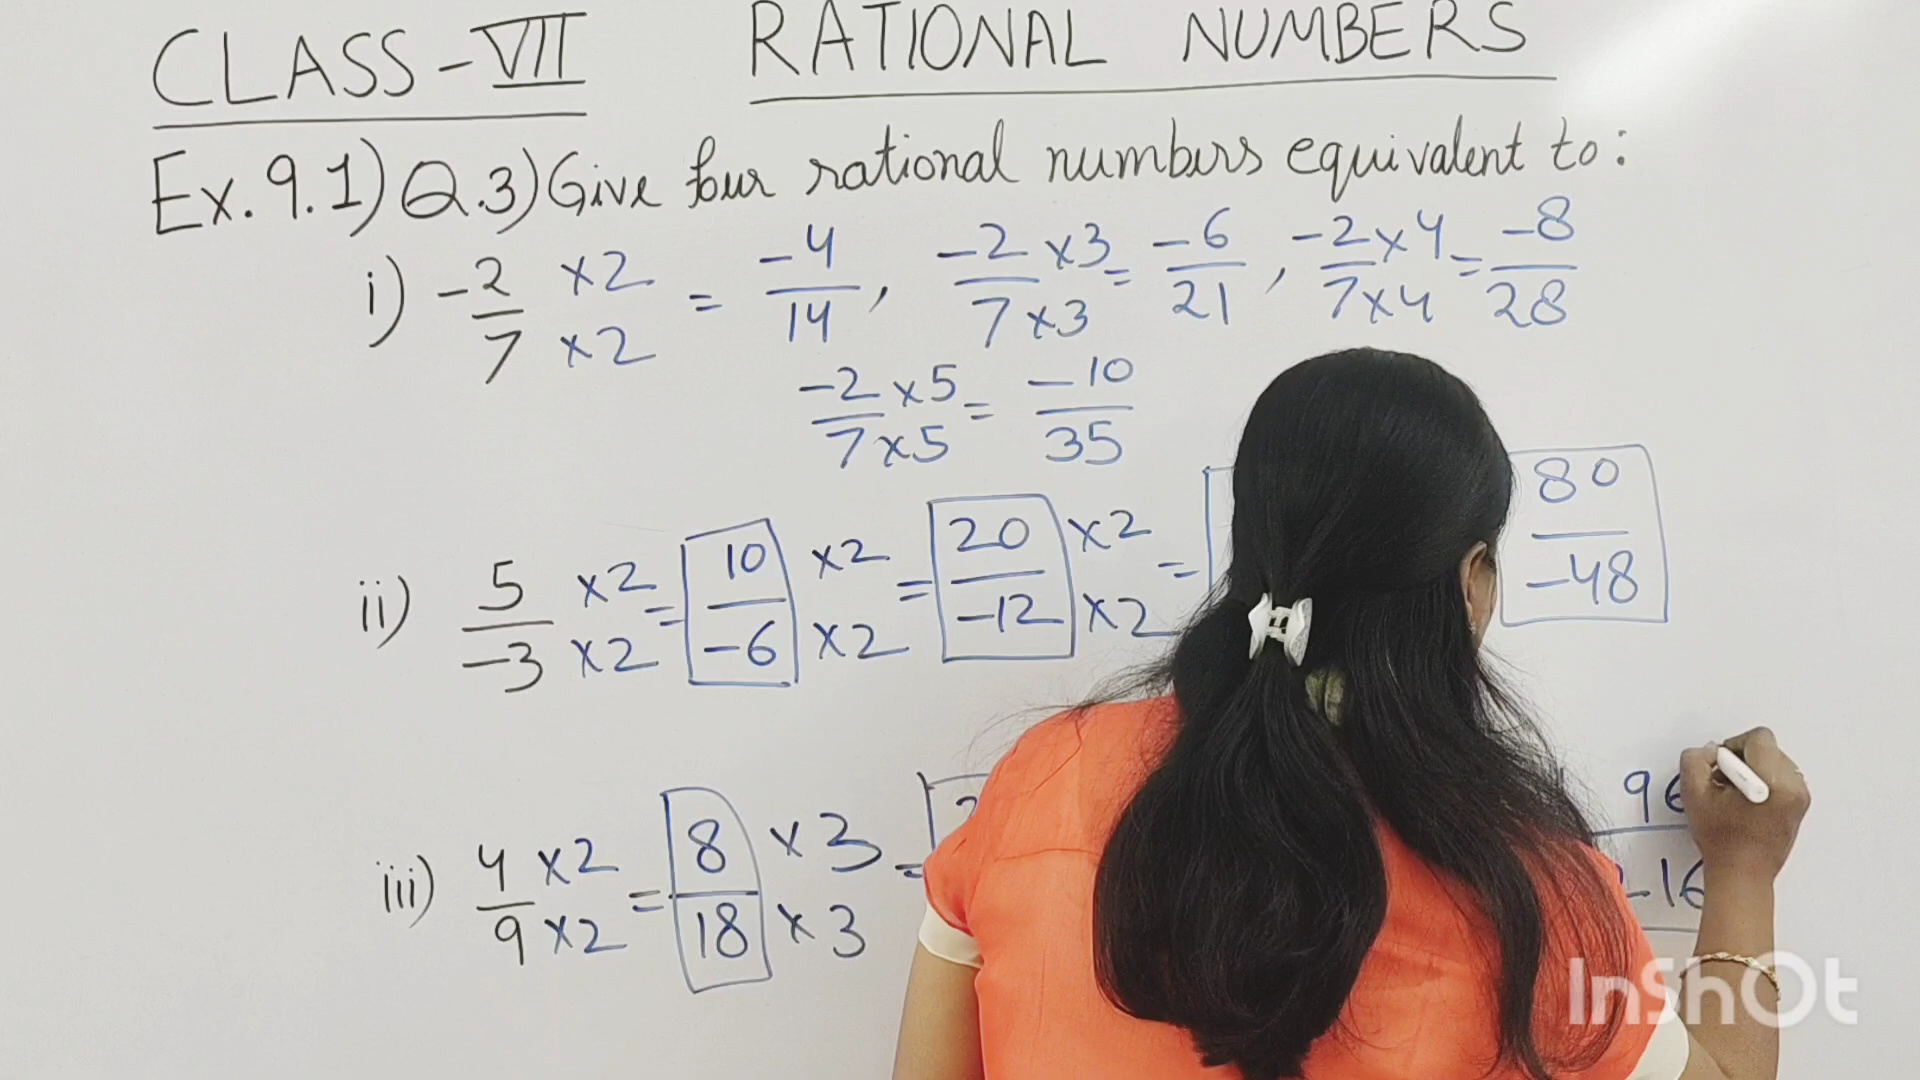 CLASS-VII RATIONAL NUMBERS
Ex.9.1) Q.3) Give four rational numbers equivalent to:
i) -2/7 ×2/×2 = -4/14, -2/7 ×3/×3 = -6/21, -2/7 ×4/×4 = -8/28
-2/7 ×5/×5 = -10/35
ii) 5/-3 ×2/×2 = 10/-6 ×2/×2 = 20/-12 ×2/×2 = 80/-48
iii) 4/9 ×2/×2 = 8/18 ×3/×3 =
InShOt